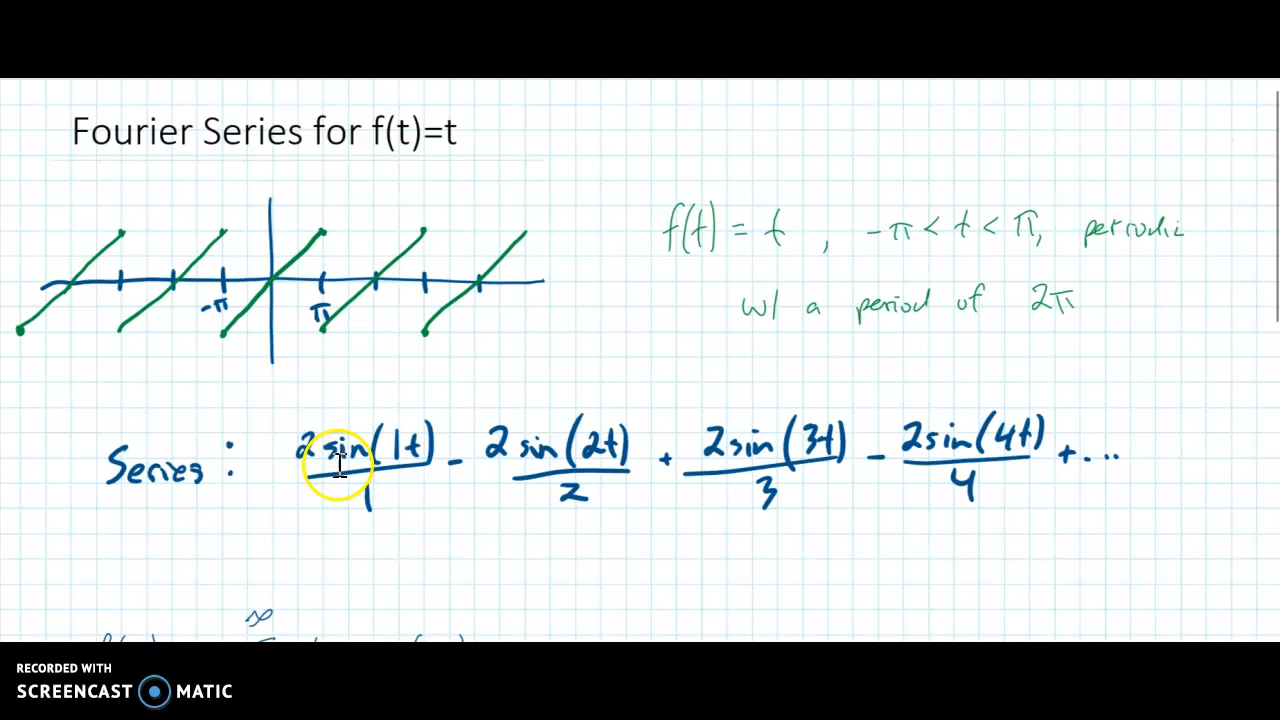 Fourier Series for f(t)=t
f(t) = t , -π < t < π, periodic
w/ a period of 2π
-π π
Series : 2 sin(1t)/1 - 2 sin(2t)/2 + 2 sin(3t)/3 - 2 sin(4t)/4 + ...
∞
RECORDED WITH
SCREENCAST MATIC